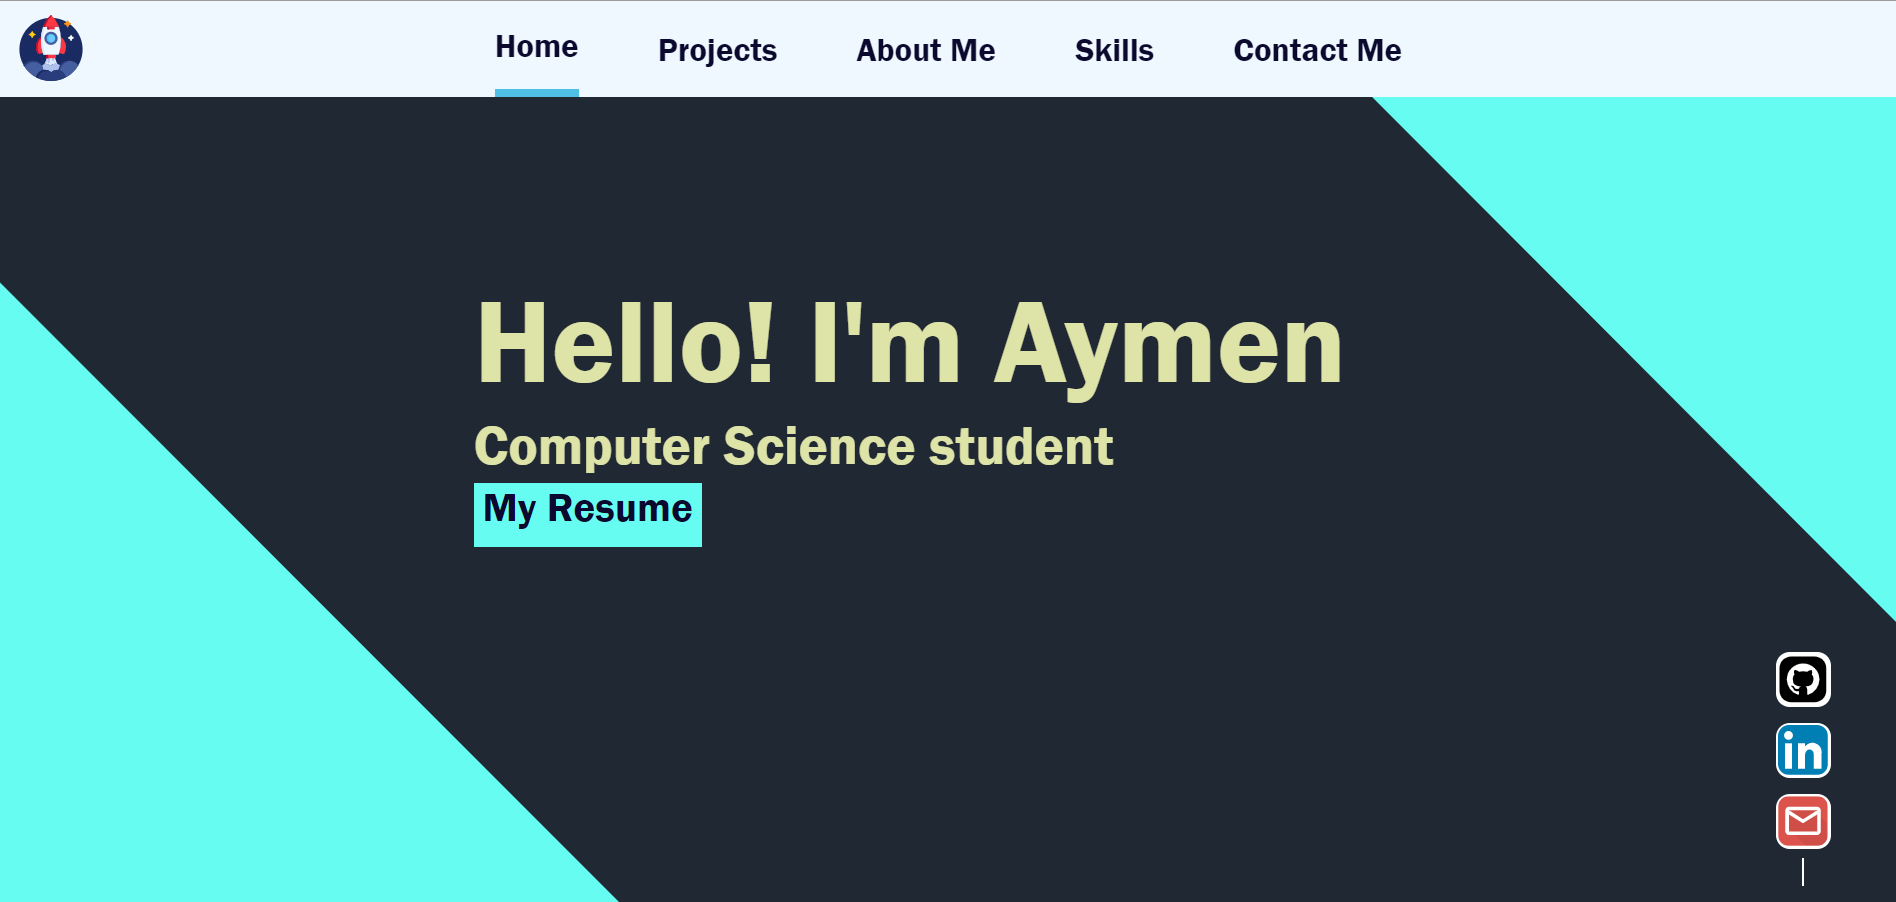 Home Projects About Me Skills Contact Me
Hello! I'm Aymen
Computer Science student
My Resume
in